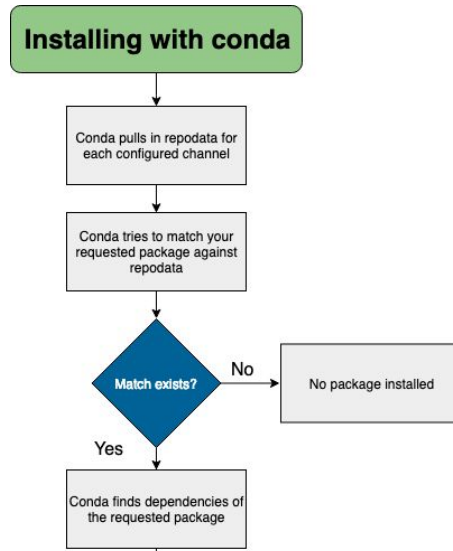 Installing with conda
Conda pulls in repodata for
each configured channel
Conda tries to match your
requested package against
repodata
Match exists?
No
No package installed
Yes
Conda finds dependencies of
the requested package